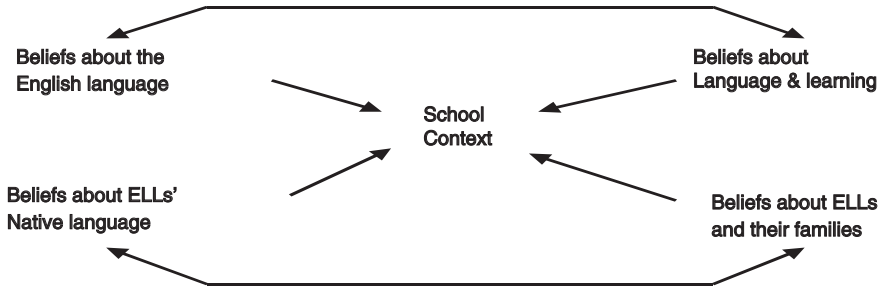 Beliefs about the
English language
Beliefs about
Language & learning
School
Context
Beliefs about ELLs'
Native language
Beliefs about ELLs
and their families